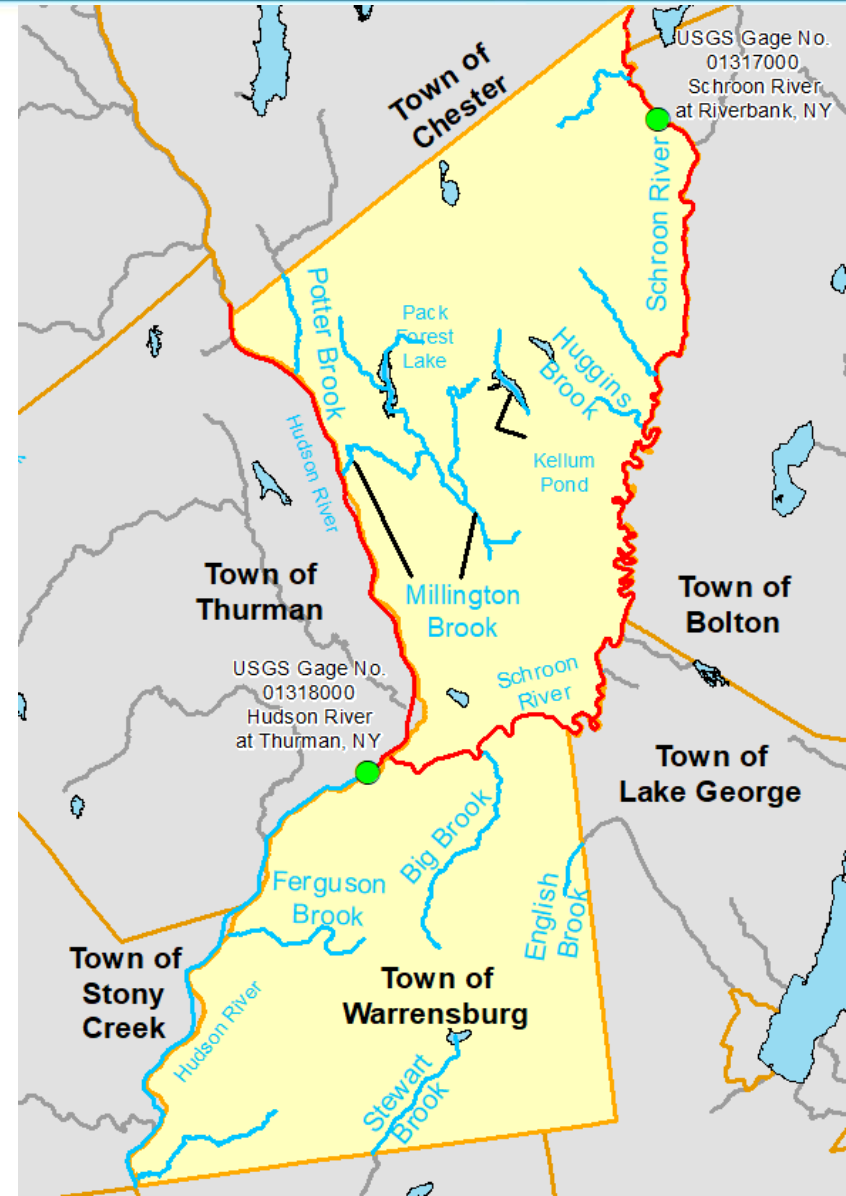 USGS Gage No.
01317000
Schroon River
at Riverbank, NY
Town of
Chester
Schroon River
Potter Brook
Pack
Forest
Lake
Huggins
Brook
Hudson River
Kellum
Pond
Town of
Thurman
Millington
Brook
Town of
Bolton
USGS Gage No.
01318000
Hudson River
at Thurman, NY
Schroon
River
Town of
Lake George
Big Brook
Ferguson
Brook
English
Brook
Town of
Stony
Creek
Town of
Warrensburg
Hudson River
Stewart
Brook